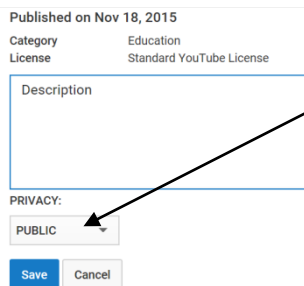 Published on Nov 18, 2015
Category Education
License Standard YouTube License
Description
PRIVACY:
PUBLIC
Save Cancel